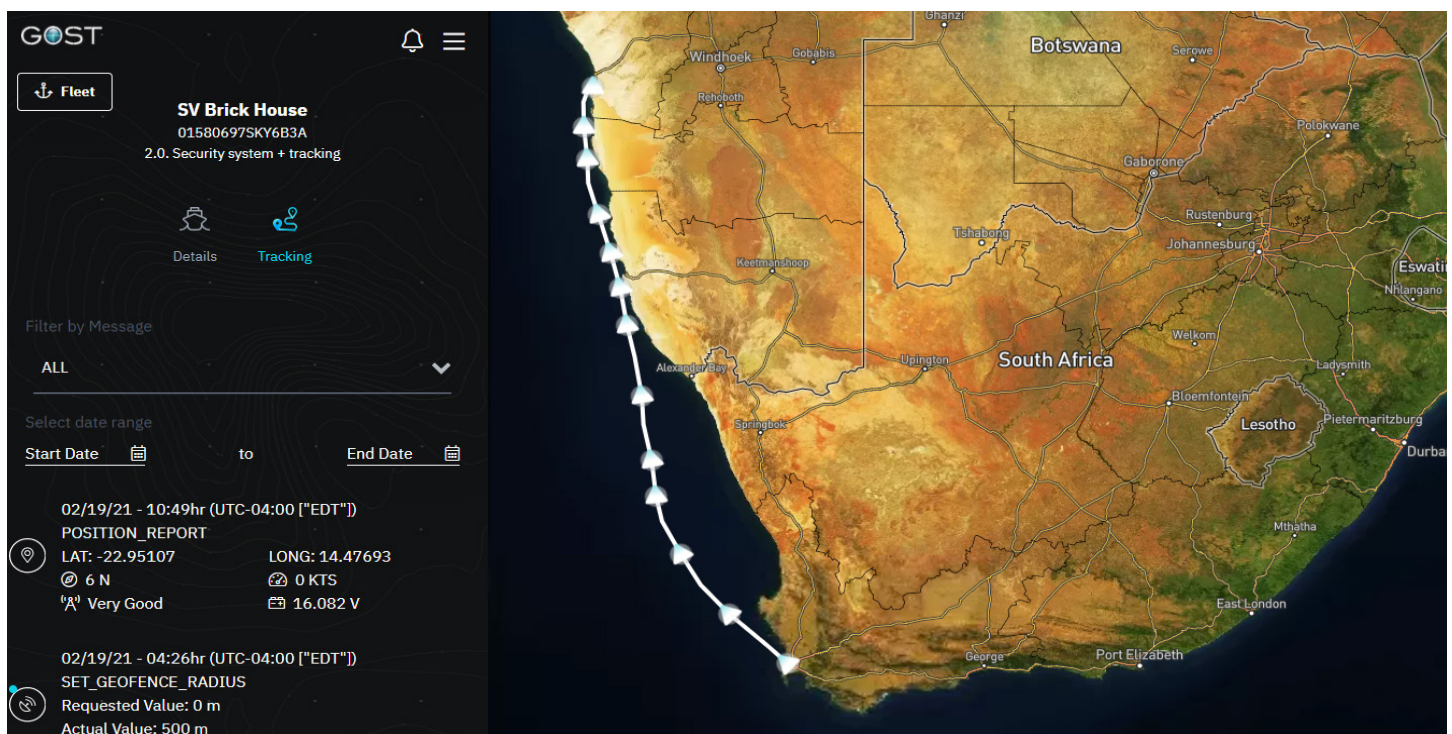 GOST
Fleet
SV Brick House
01580697SKY6B3A
2.0. Security system + tracking
Details
Tracking
Filter by Message
ALL
Select date range
Start Date
to
End Date
02/19/21 - 10:49hr (UTC-04:00 ["EDT"])
POSITION_REPORT
LAT: -22.95107
LONG: 14.47693
6 N
0 KTS
Very Good
16.082 V
02/19/21 - 04:26hr (UTC-04:00 ["EDT"])
SET_GEOFENCE_RADIUS
Requested Value: 0 m
Actual Value: 500 m
Ghanzi
Botswana
Serowe
Windhoek
Gobabis
Rehoboth
Polokwane
Gaborone
Rustenburg
Tshabong
Johannesburg
Keetmanshoop
Eswati
Nhlangano
Welkom
Alexander Bay
Upington
South Africa
Ladysmith
Bloemfontein
Springbok
Lesotho
Pietermaritzburg
Durba
Mthatha
East London
George
Port Elizabeth